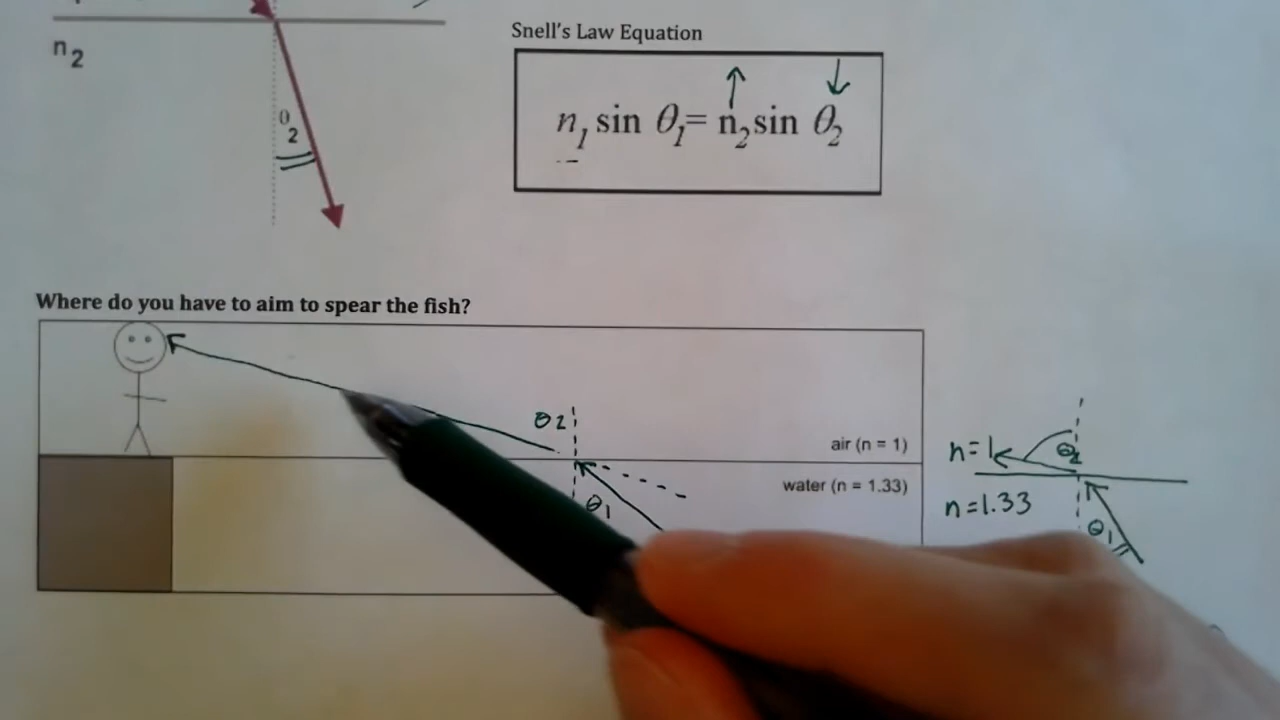 n2
θ2
Snell's Law Equation
n1 sin θ1= n2 sin θ2
Where do you have to aim to spear the fish?
θ2
air (n = 1)
water (n = 1.33)
θ1
n=1
θ2
n=1.33
θ1